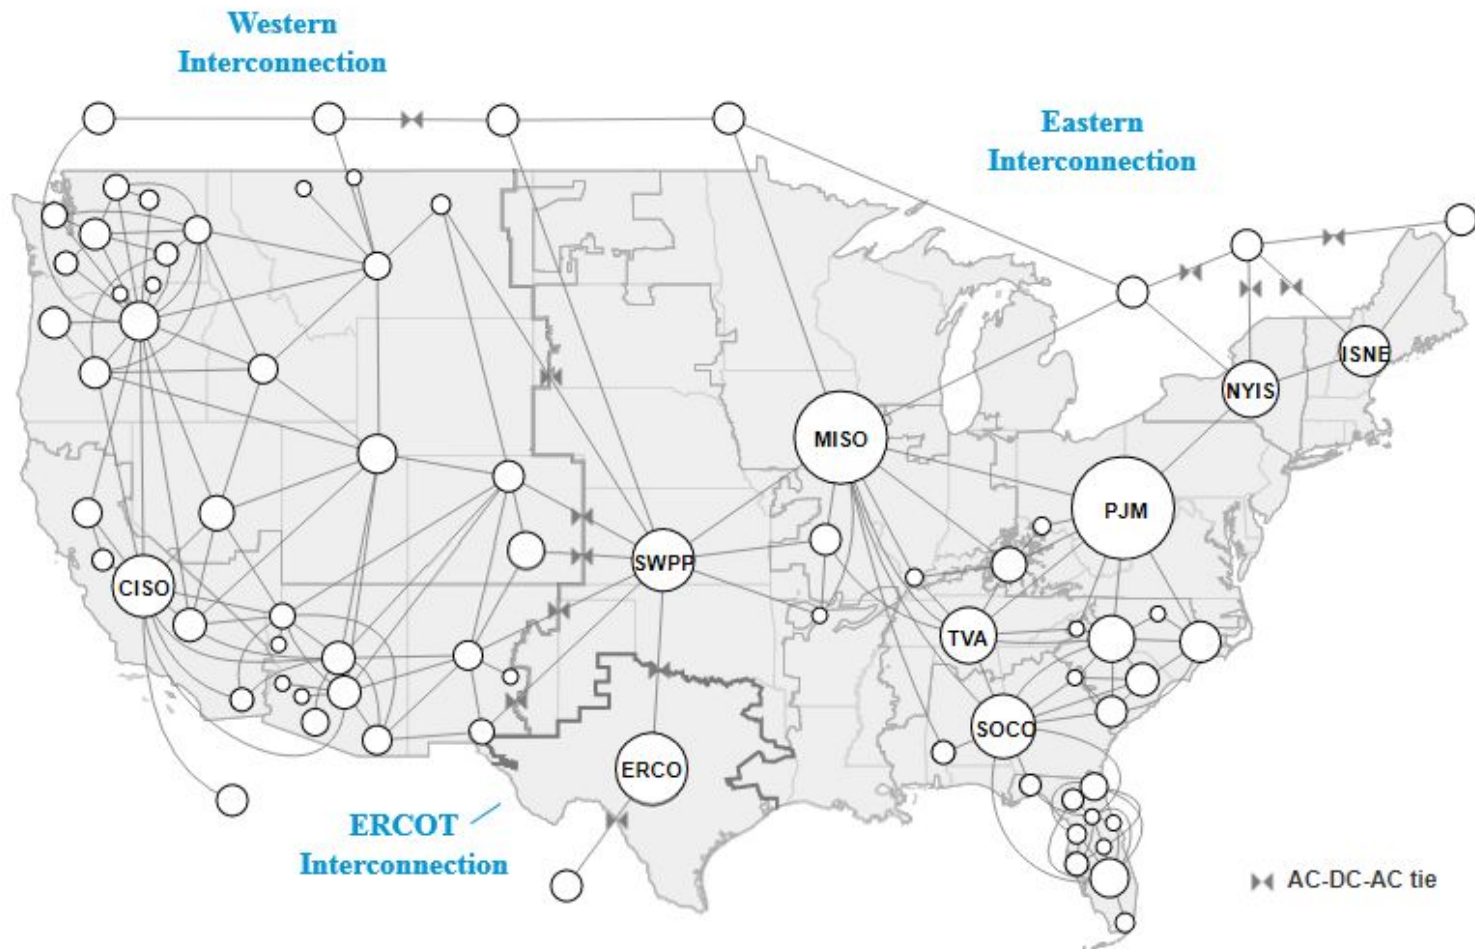 Western
Interconnection
Eastern
Interconnection
ISNE
NYIS
MISO
PJM
SWPP
CISO
TVA
SOCO
ERCO
ERCOT
Interconnection
AC-DC-AC tie